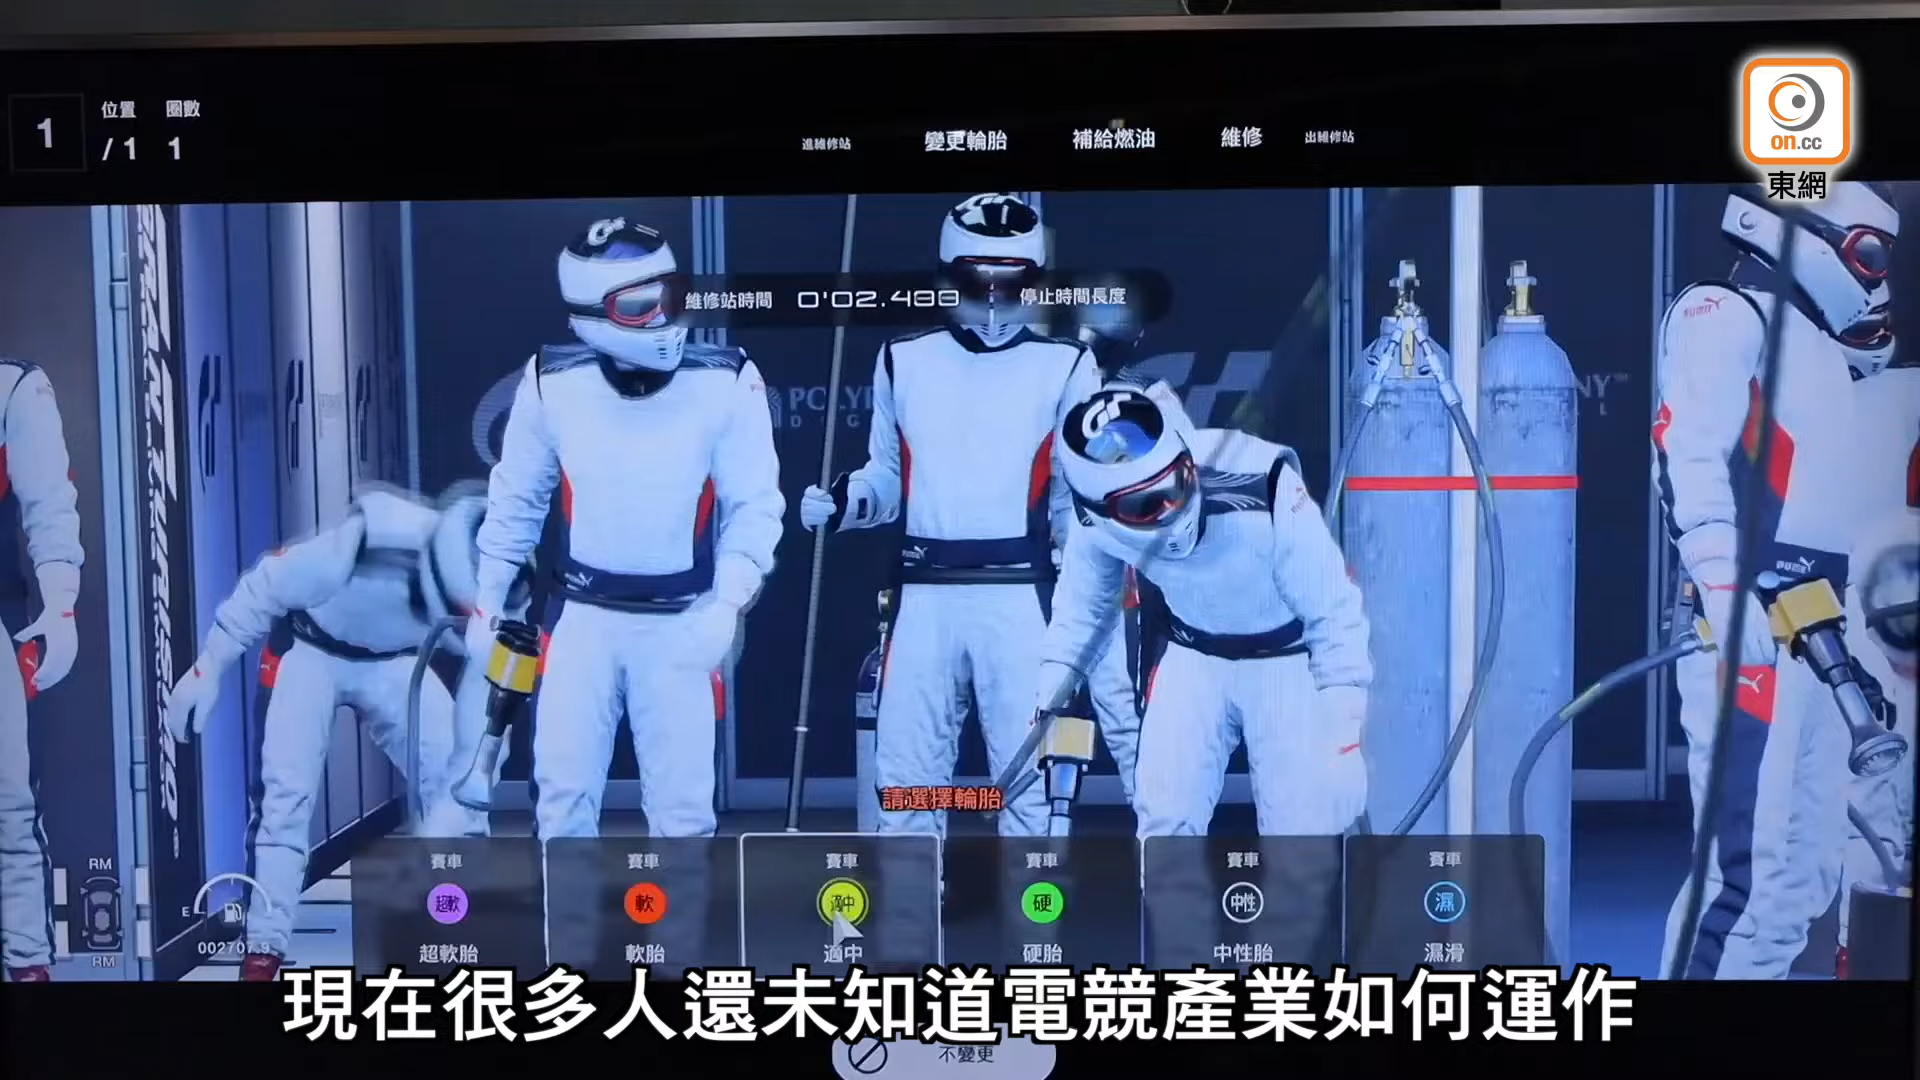 1
位置 圈數
/ 1 1
進維修站 變更輪胎 補給燃油 維修 出維修站
on.cc
東網
維修站時間 0'02.488 停止時間長度
GRAN TURISMO
PUMA
請選擇輪胎
賽車 賽車 賽車 賽車 賽車 賽車
超軟 軟 適中 硬 中性 濕
超軟胎 軟胎 適中 硬胎 中性胎 濕滑
RM
E
002707.9
RM
現在很多人還未知道電競產業如何運作
不變更